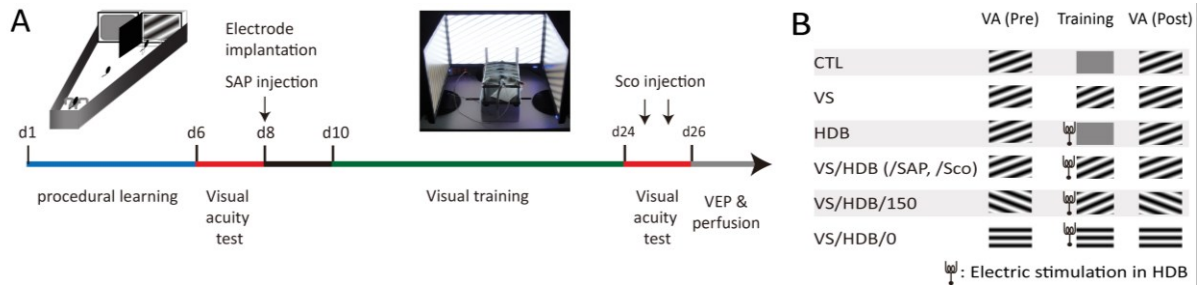 A
Electrode
implantation
SAP injection
Sco injection
d1
d6
d8
d10
d24
d26
procedural learning
Visual
acuity
test
Visual training
Visual
acuity
test
VEP &
perfusion
B
VA (Pre) Training VA (Post)
CTL
VS
HDB
VS/HDB (/SAP, /Sco)
VS/HDB/150
VS/HDB/0
: Electric stimulation in HDB